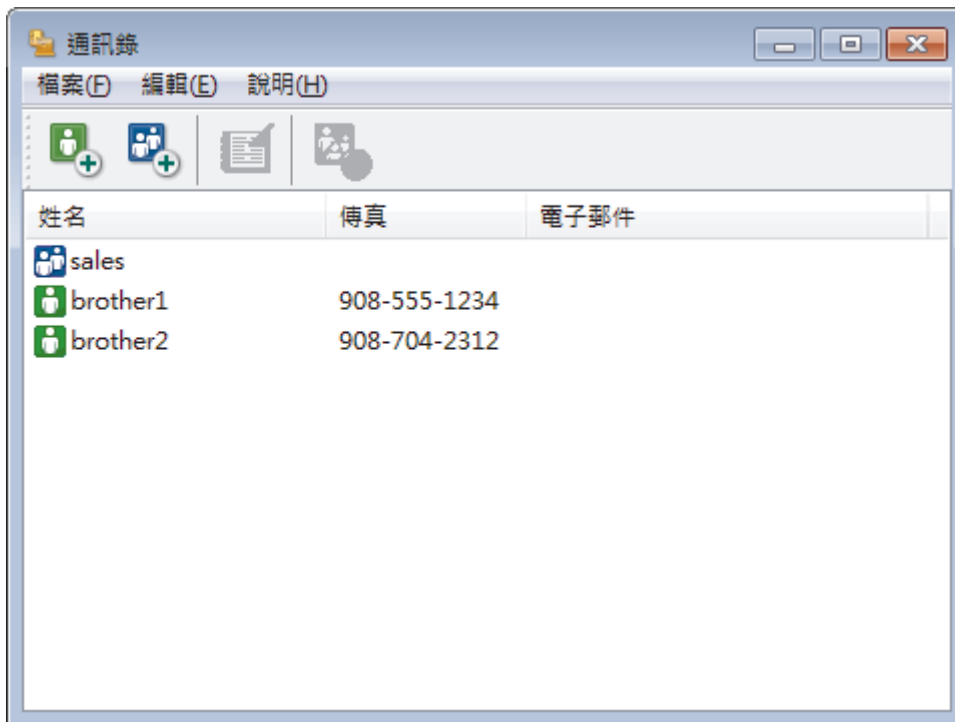 通訊錄
檔案(F) 編輯(E) 說明(H)
姓名 傳真 電子郵件
sales
brother1 908-555-1234
brother2 908-704-2312